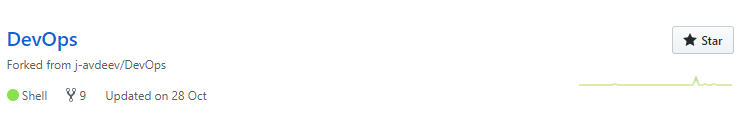 DevOps
Star
Forked from j-avdeev/DevOps
Shell 9 Updated on 28 Oct